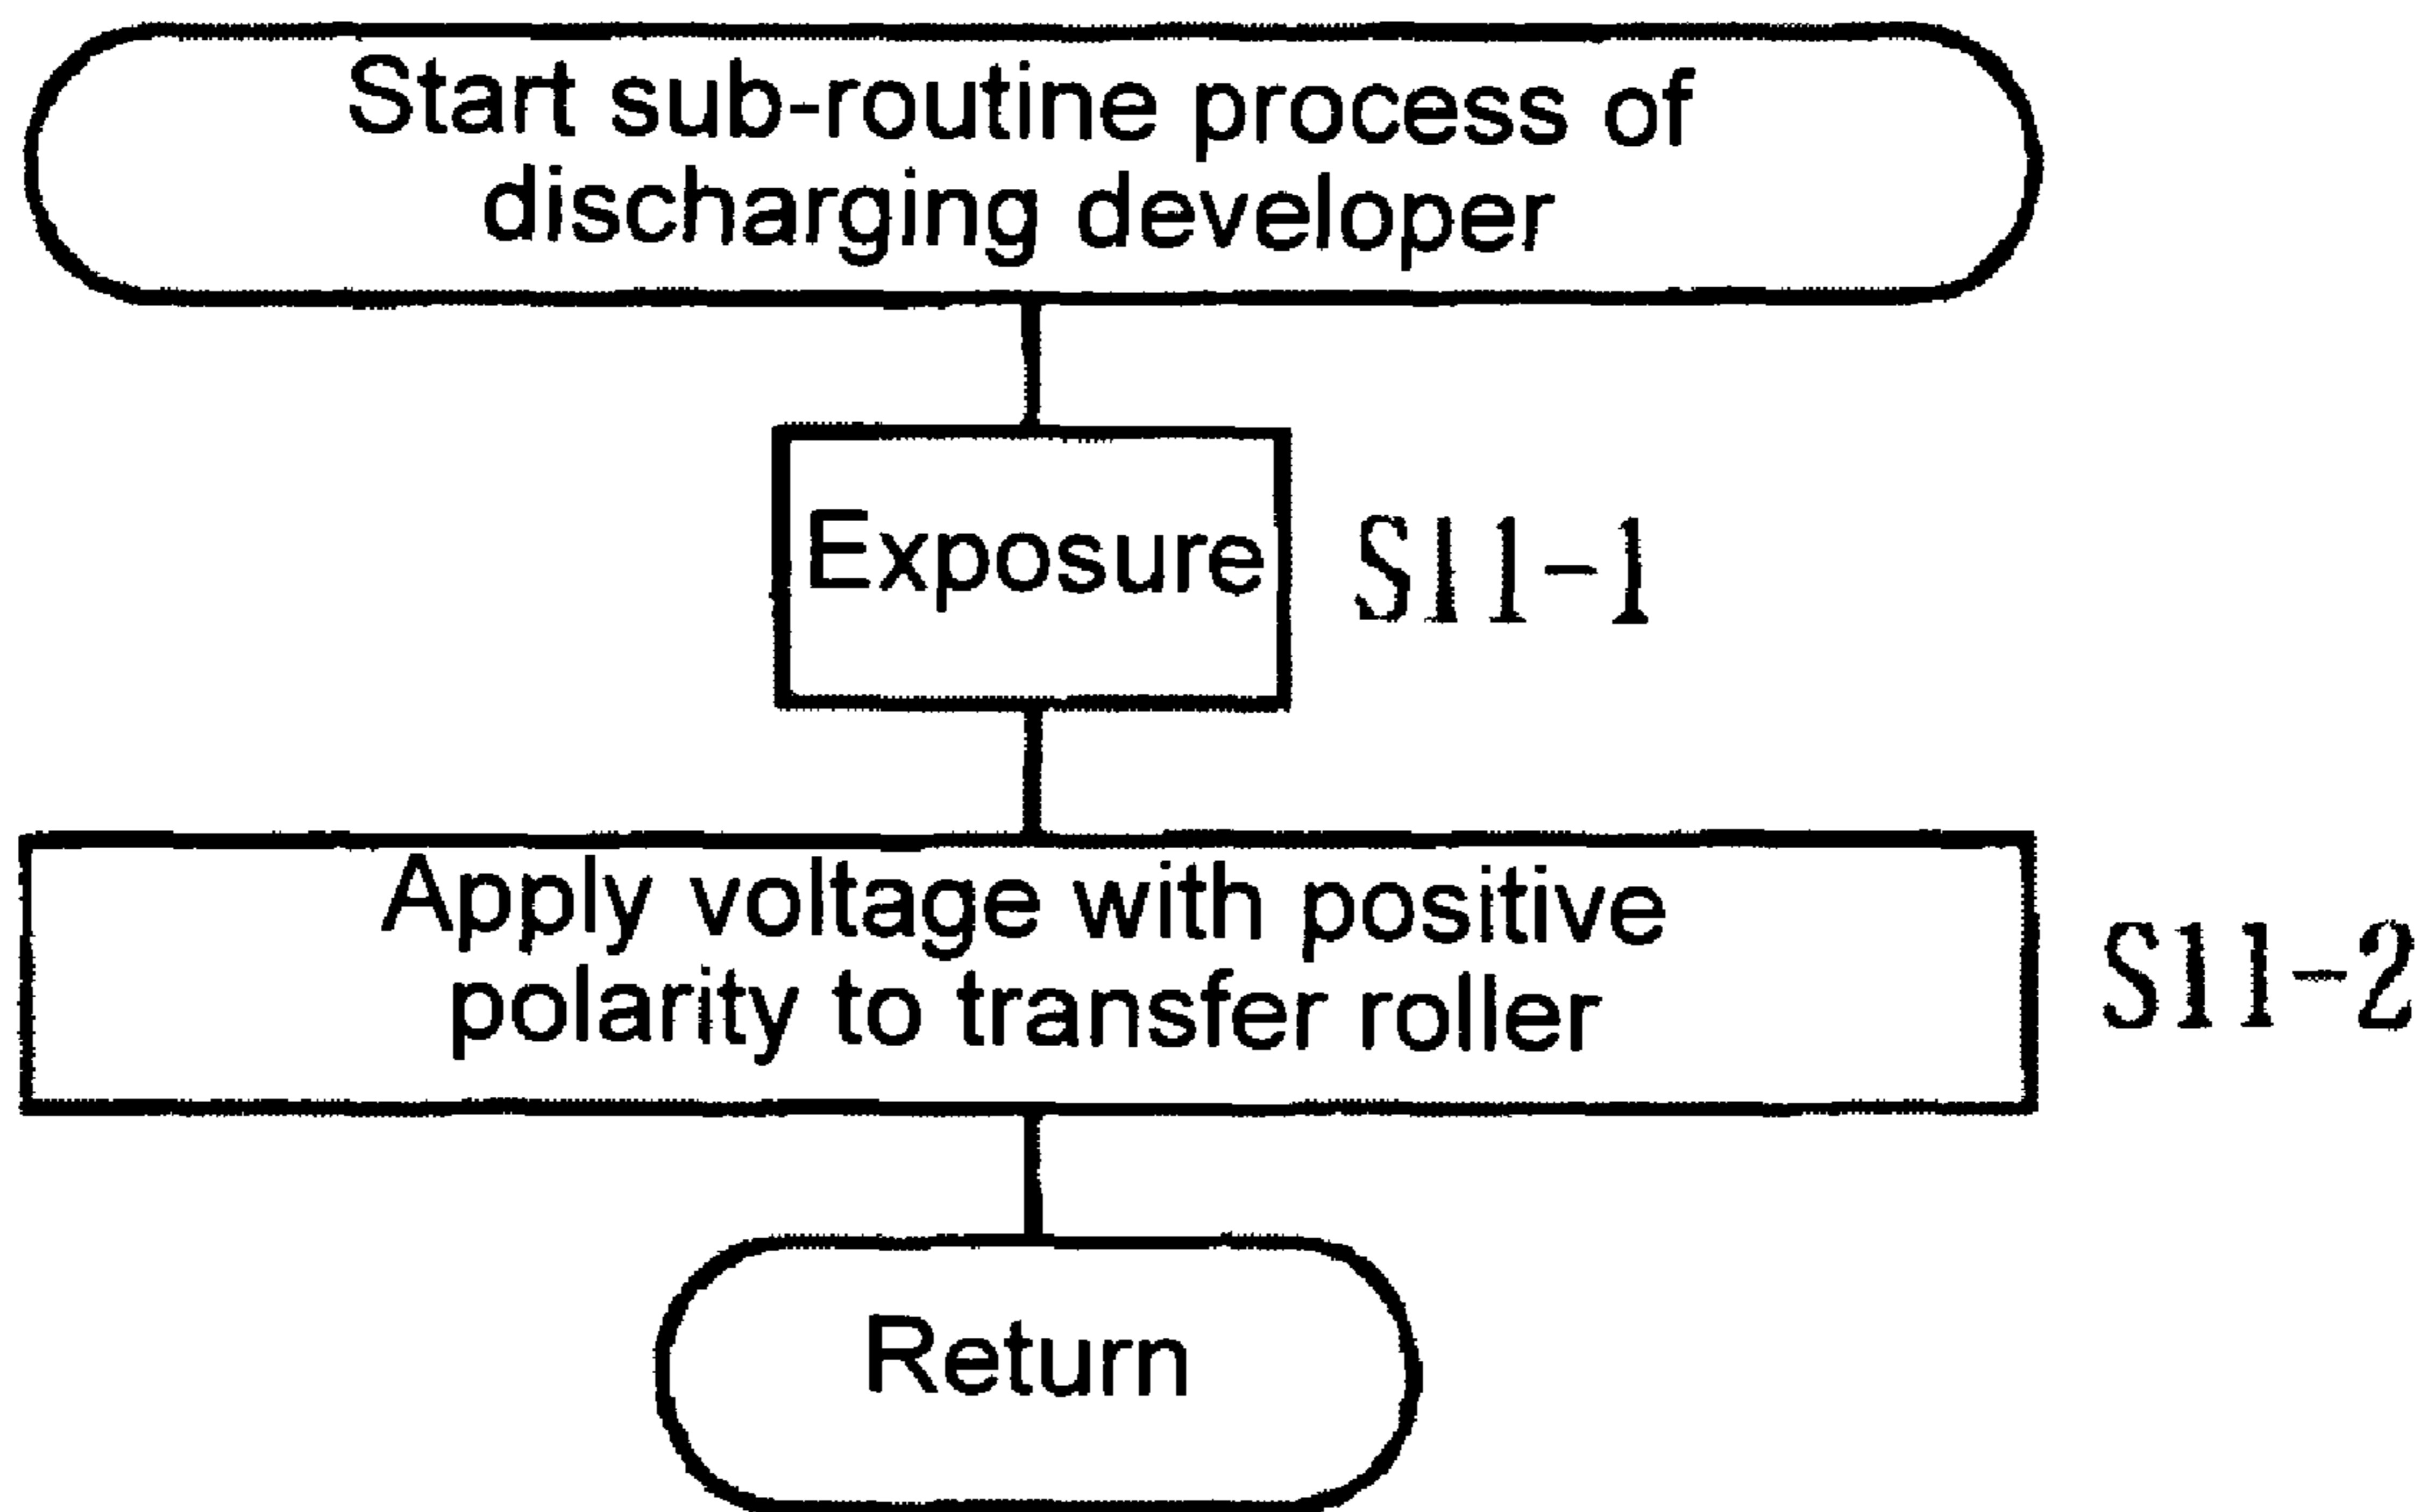 Start sub-routine process of
discharging developer
Exposure
S11-1
Apply voltage with positive
polarity to transfer roller
S11-2
Return